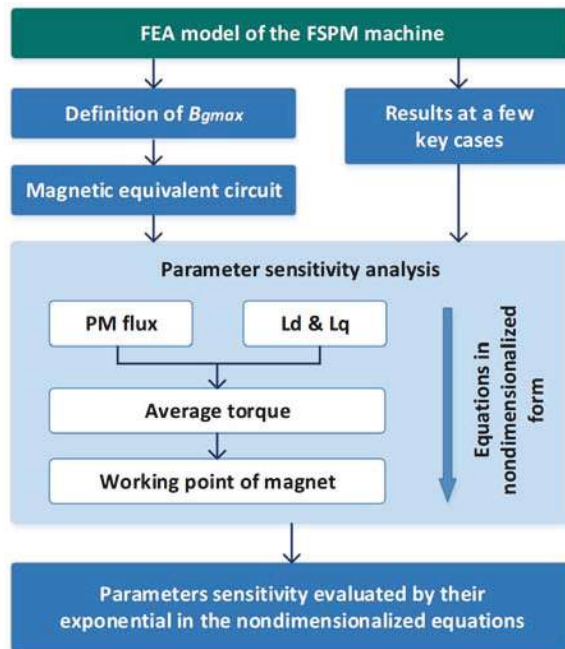 FEA model of the FSPM machine
Definition of Bgmax
Results at a few
key cases
Magnetic equivalent circuit
Parameter sensitivity analysis
PM flux
Ld & Lq
Average torque
Working point of magnet
Equations in
nondimensionalized
form
Parameters sensitivity evaluated by their
exponential in the nondimensionalized equations